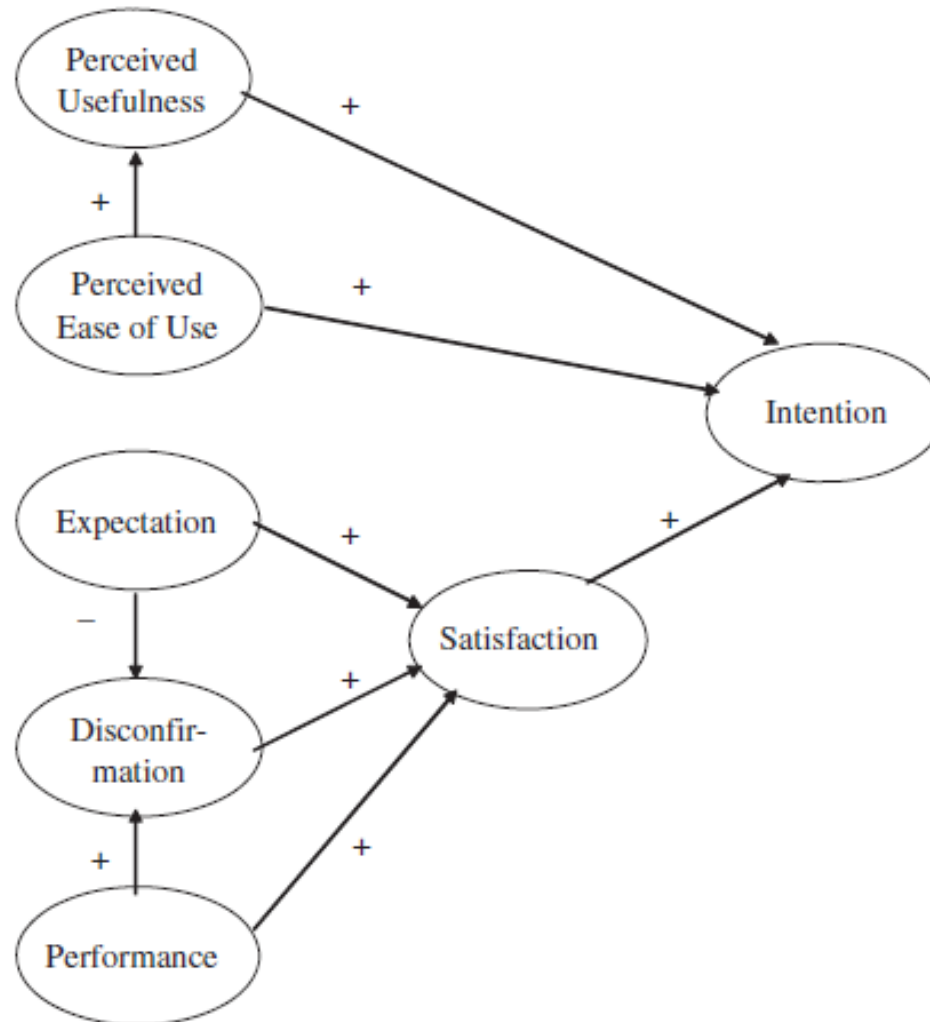 Perceived
Usefulness
+
+
Perceived
Ease of Use
+
Intention
Expectation
+
+
−
Satisfaction
+
Disconfir-
mation
+
+
Performance